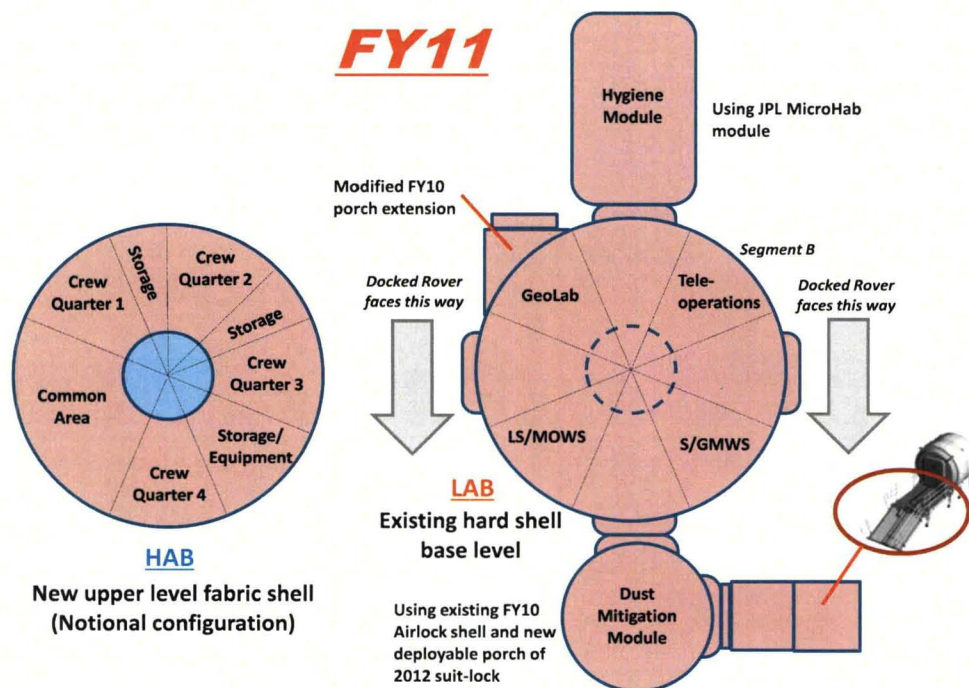 FY11
Hygiene
Module
Using JPL MicroHab
module
Modified FY10
porch extension
Segment B
Docked Rover
faces this way
GeoLab
Tele-
operations
Docked Rover
faces this way
Crew
Quarter 1
Storage
Crew
Quarter 2
Storage
Crew
Quarter 3
Common
Area
Storage/
Equipment
Crew
Quarter 4
LS/MOWS
S/GMWS
HAB
New upper level fabric shell
(Notional configuration)
LAB
Existing hard shell
base level
Using existing FY10
Airlock shell and new
deployable porch of
2012 suit-lock
Dust
Mitigation
Module